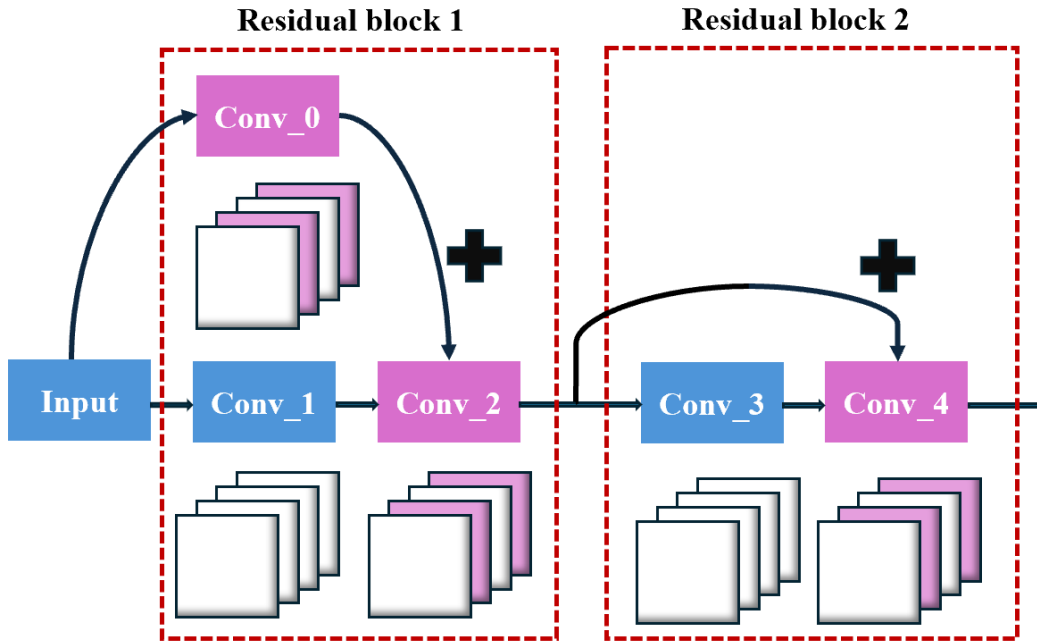 Residual block 1
Residual block 2
Conv_0
Input
Conv_1
Conv_2
Conv_3
Conv_4